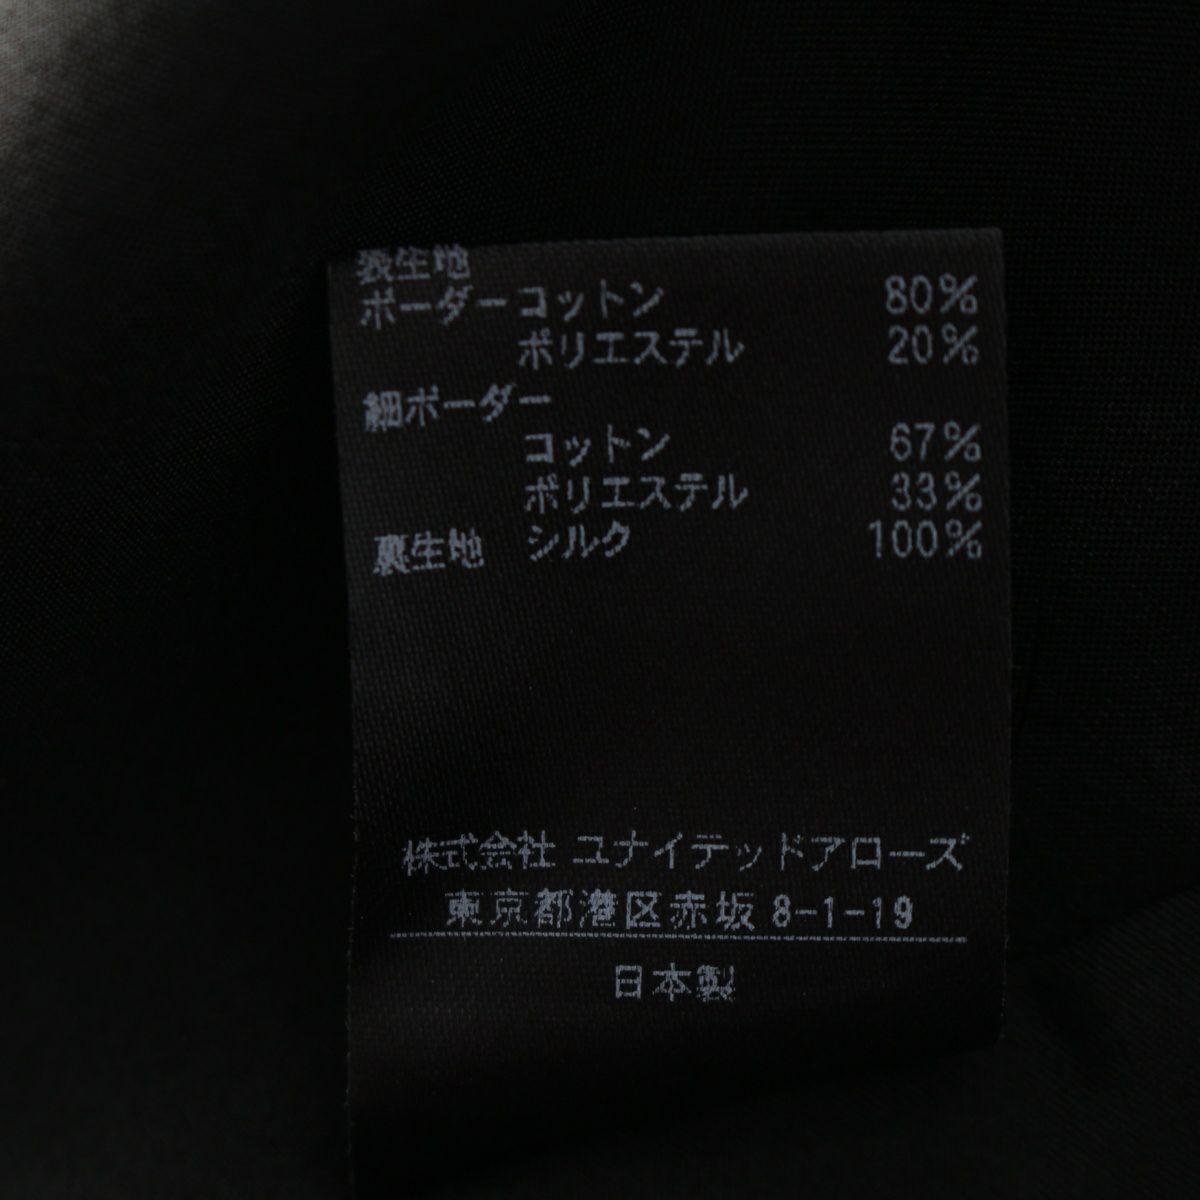 表生地
ボーダー コットン 80%
ポリエステル 20%
細ボーダー
コットン 67%
ポリエステル 33%
裏生地 シルク 100%
株式会社 ユナイテッドアローズ
東京都港区赤坂 8-1-19
日本製